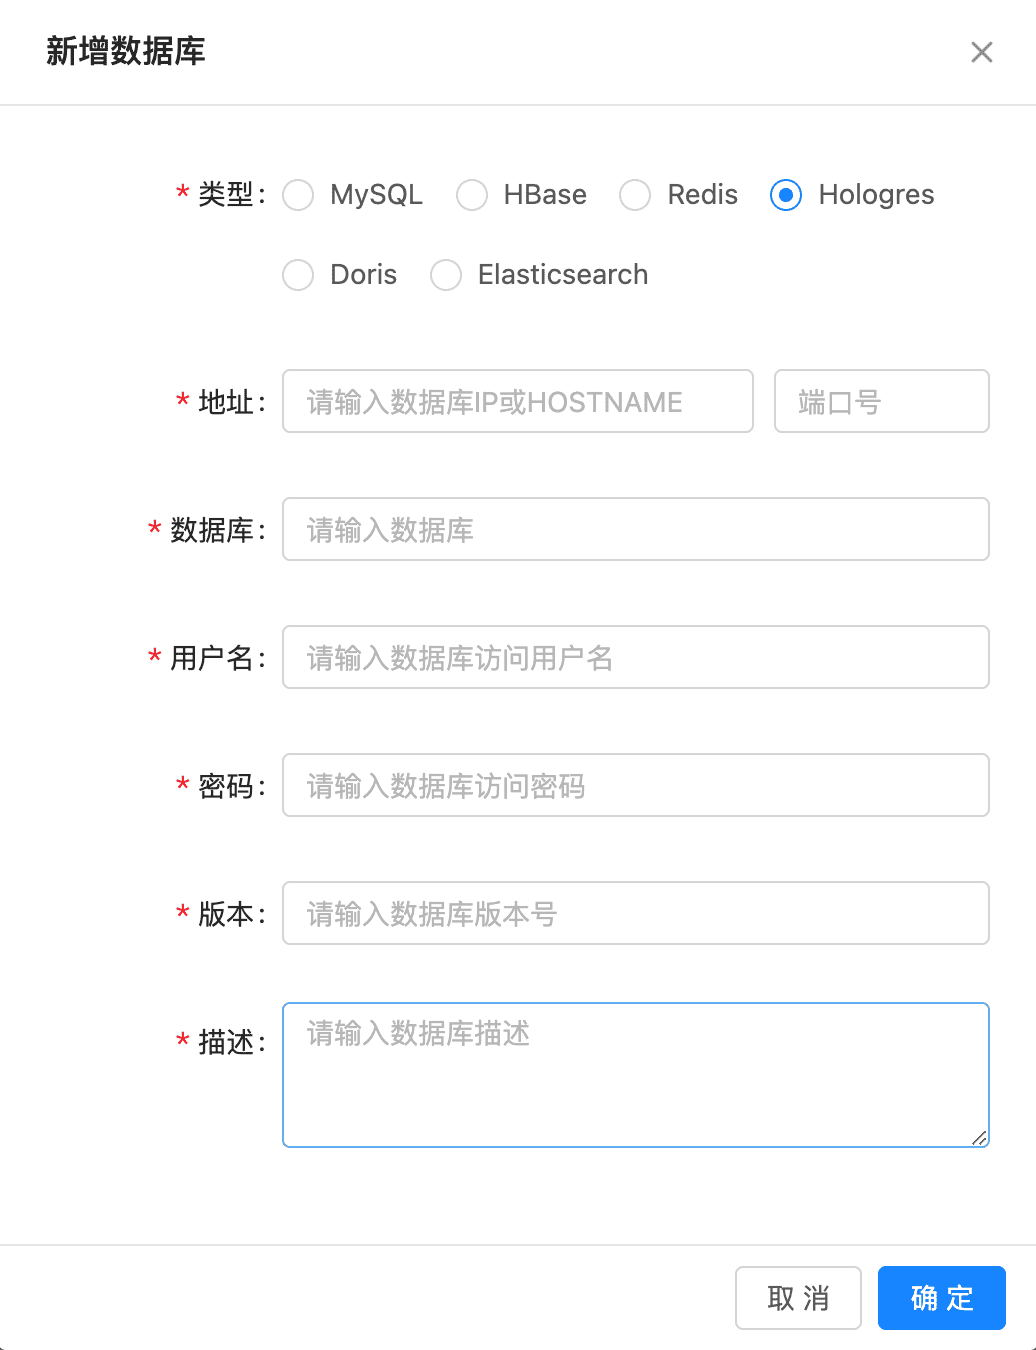 新增数据库
* 类型: MySQL HBase Redis Hologres
Doris Elasticsearch
* 地址: 请输入数据库IP或HOSTNAME 端口号
* 数据库: 请输入数据库
* 用户名: 请输入数据库访问用户名
* 密码: 请输入数据库访问密码
* 版本: 请输入数据库版本号
* 描述: 请输入数据库描述
取 消 确 定